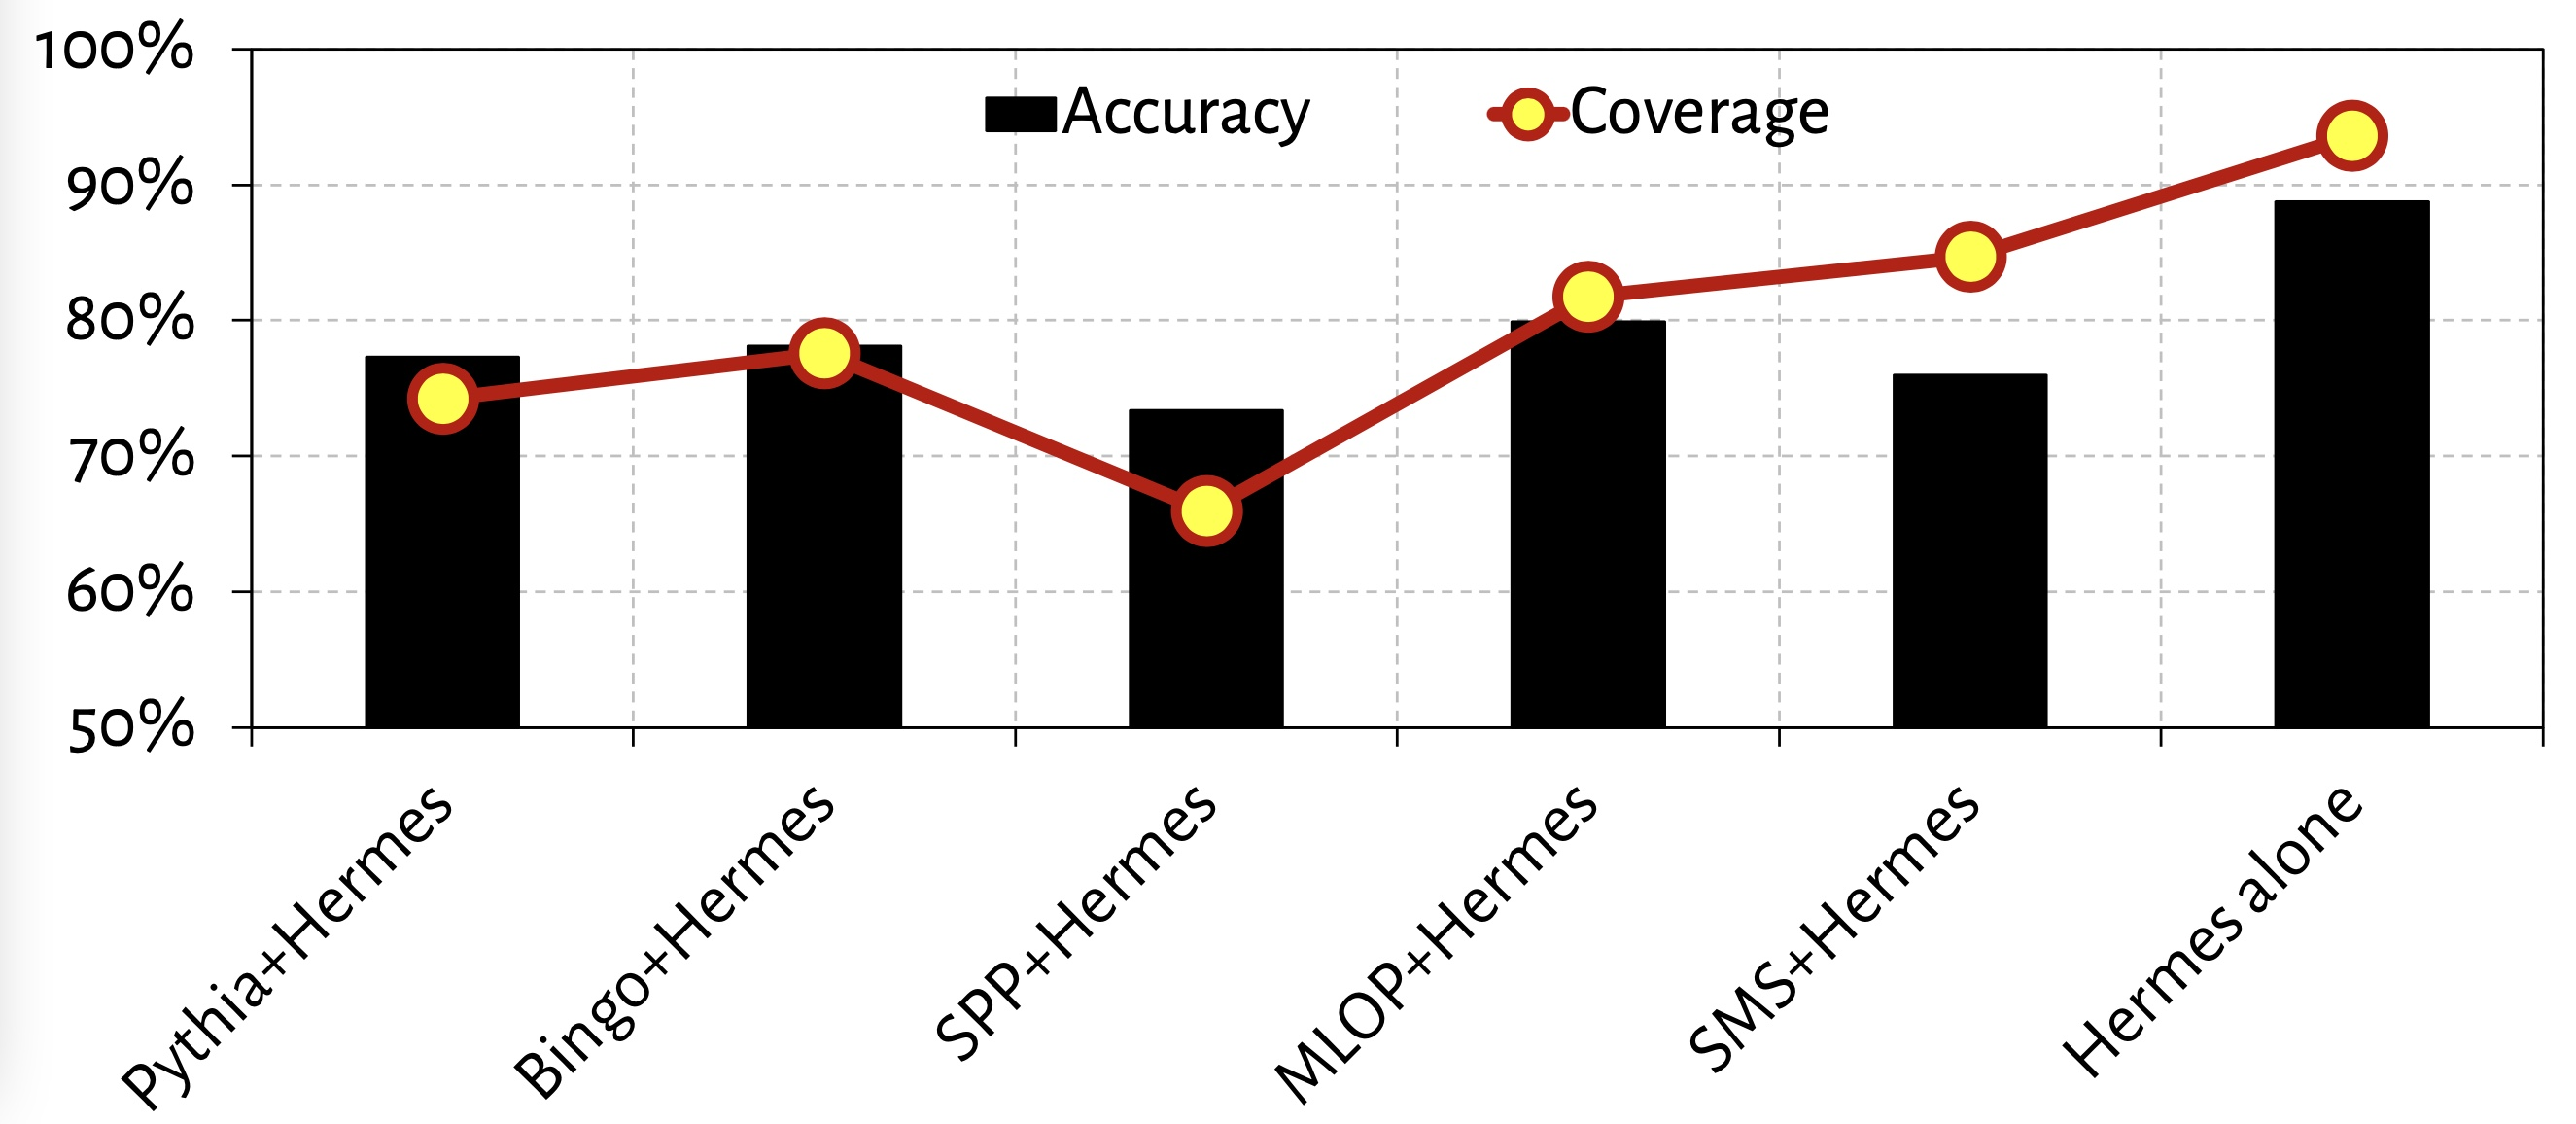 100%
90%
80%
70%
60%
50%
Accuracy
Coverage
Pythia+Hermes
Bingo+Hermes
SPP+Hermes
MLOP+Hermes
SMS+Hermes
Hermes alone